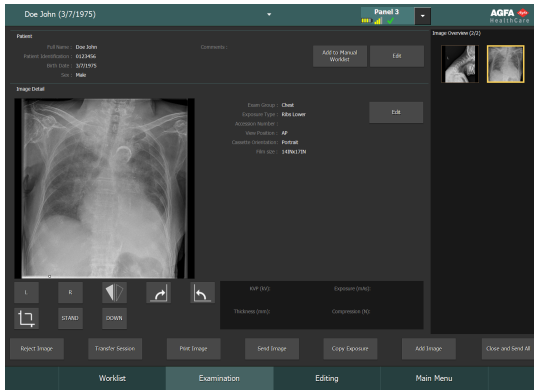 Doe John (3/7/1975)
Panel 3
AGFA
HealthCare
Patient
Full Name : Doe John
Patient Identification : 0123456
Birth Date : 3/7/1975
Sex : Male
Comments:
Add to Manual Worklist
Edit
Image Overview (2/2)
Image Detail
Exam Group : Chest
Exposure Type : Ribs Lower
Accession Number :
View Position : AP
Cassette Orientation: Portrait
Film size : 14INx17IN
Edit
L
R
STAND
DOWN
KVP (kV):
Exposure (mAs):
Thickness (mm):
Compression (N):
Reject Image
Transfer Session
Print Image
Send Image
Copy Exposure
Add Image
Close and Send All
Worklist
Examination
Editing
Main Menu